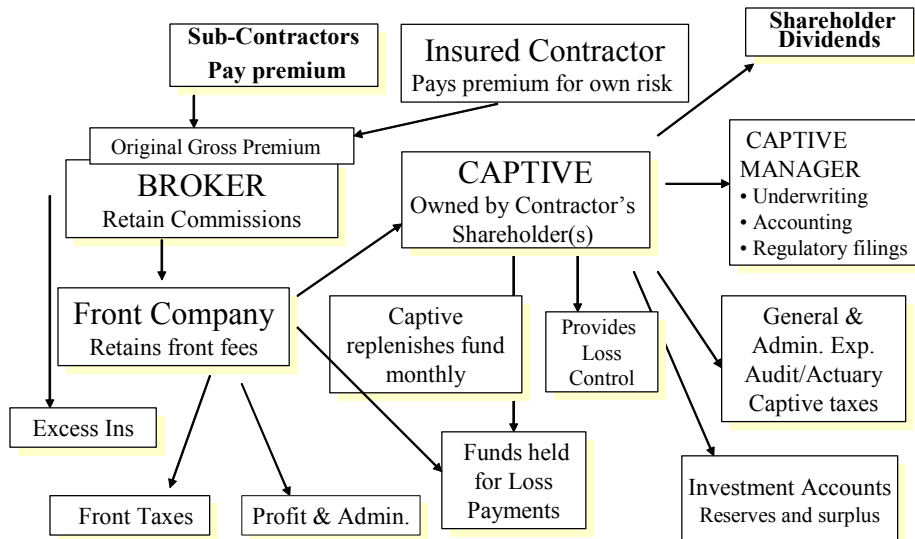 Sub-Contractors
Pay premium
Insured Contractor
Pays premium for own risk
Shareholder
Dividends
Original Gross Premium
BROKER
Retain Commissions
CAPTIVE
Owned by Contractor's
Shareholder(s)
CAPTIVE
MANAGER
• Underwriting
• Accounting
• Regulatory filings
Front Company
Retains front fees
Captive
replenishes fund
monthly
Provides
Loss
Control
General &
Admin. Exp.
Audit/Actuary
Captive taxes
Excess Ins
Funds held
for Loss
Payments
Investment Accounts
Reserves and surplus
Front Taxes
Profit & Admin.